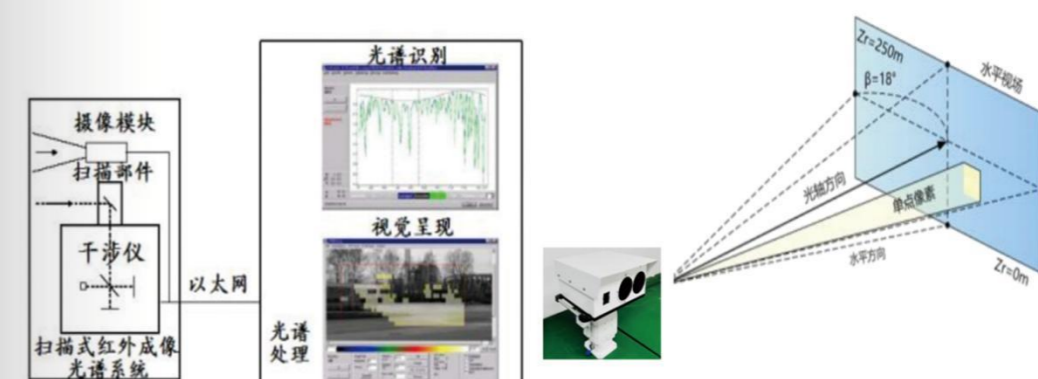 摄像模块
扫描部件
干涉仪
扫描式红外成像
光谱系统
以太网
光谱识别
视觉呈现
光谱
处理
Zr=250m
β=18°
水平视场
光轴方向
单点像素
水平方向
Zr=0m